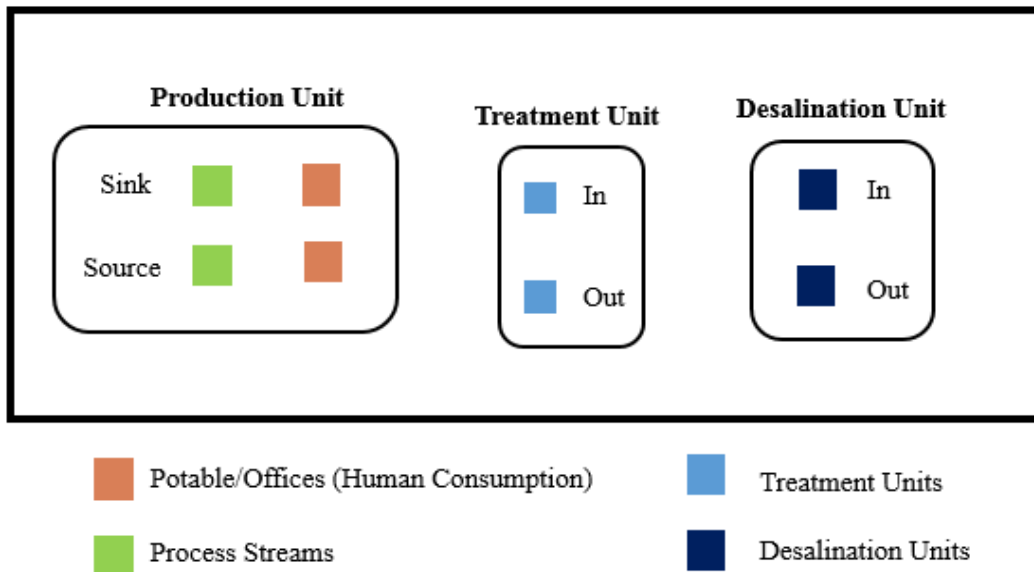 Production Unit
Treatment Unit
Desalination Unit
Sink
Source
In
Out
In
Out
Potable/Offices (Human Consumption)
Treatment Units
Process Streams
Desalination Units